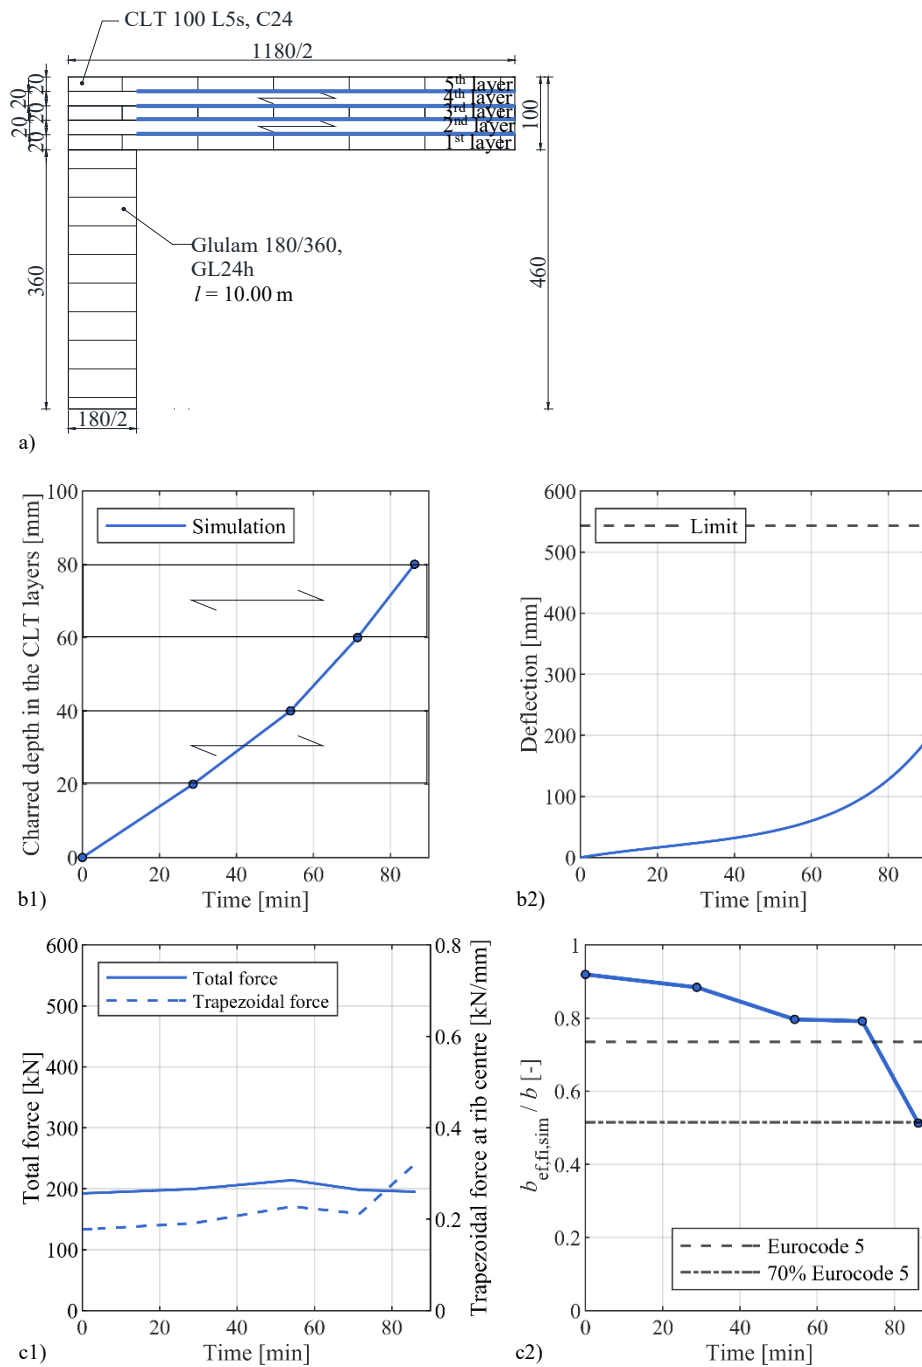 CLT 100 L5s, C24
1180/2
20
20
20
20
20
5th layer
4th layer
3rd layer
2nd layer
1st layer
100
Glulam 180/360,
GL24h
l = 10.00 m
360
460
180/2
a)
100
80
60
40
20
0
Charred depth in the CLT layers [mm]
Simulation
0 20 40 60 80
Time [min]
b1)
600
500
400
300
200
100
0
Deflection [mm]
Limit
0 20 40 60 80
Time [min]
b2)
600
500
400
300
200
100
0
Total force [kN]
Total force
Trapezoidal force
0.8
0.6
0.4
0.2
0
Trapezoidal force at rib centre [kN/mm]
0 20 40 60 80
Time [min]
c1)
1
0.8
0.6
0.4
0.2
0
bef,fi,sim / b [-]
Eurocode 5
70% Eurocode 5
0 20 40 60 80
Time [min]
c2)